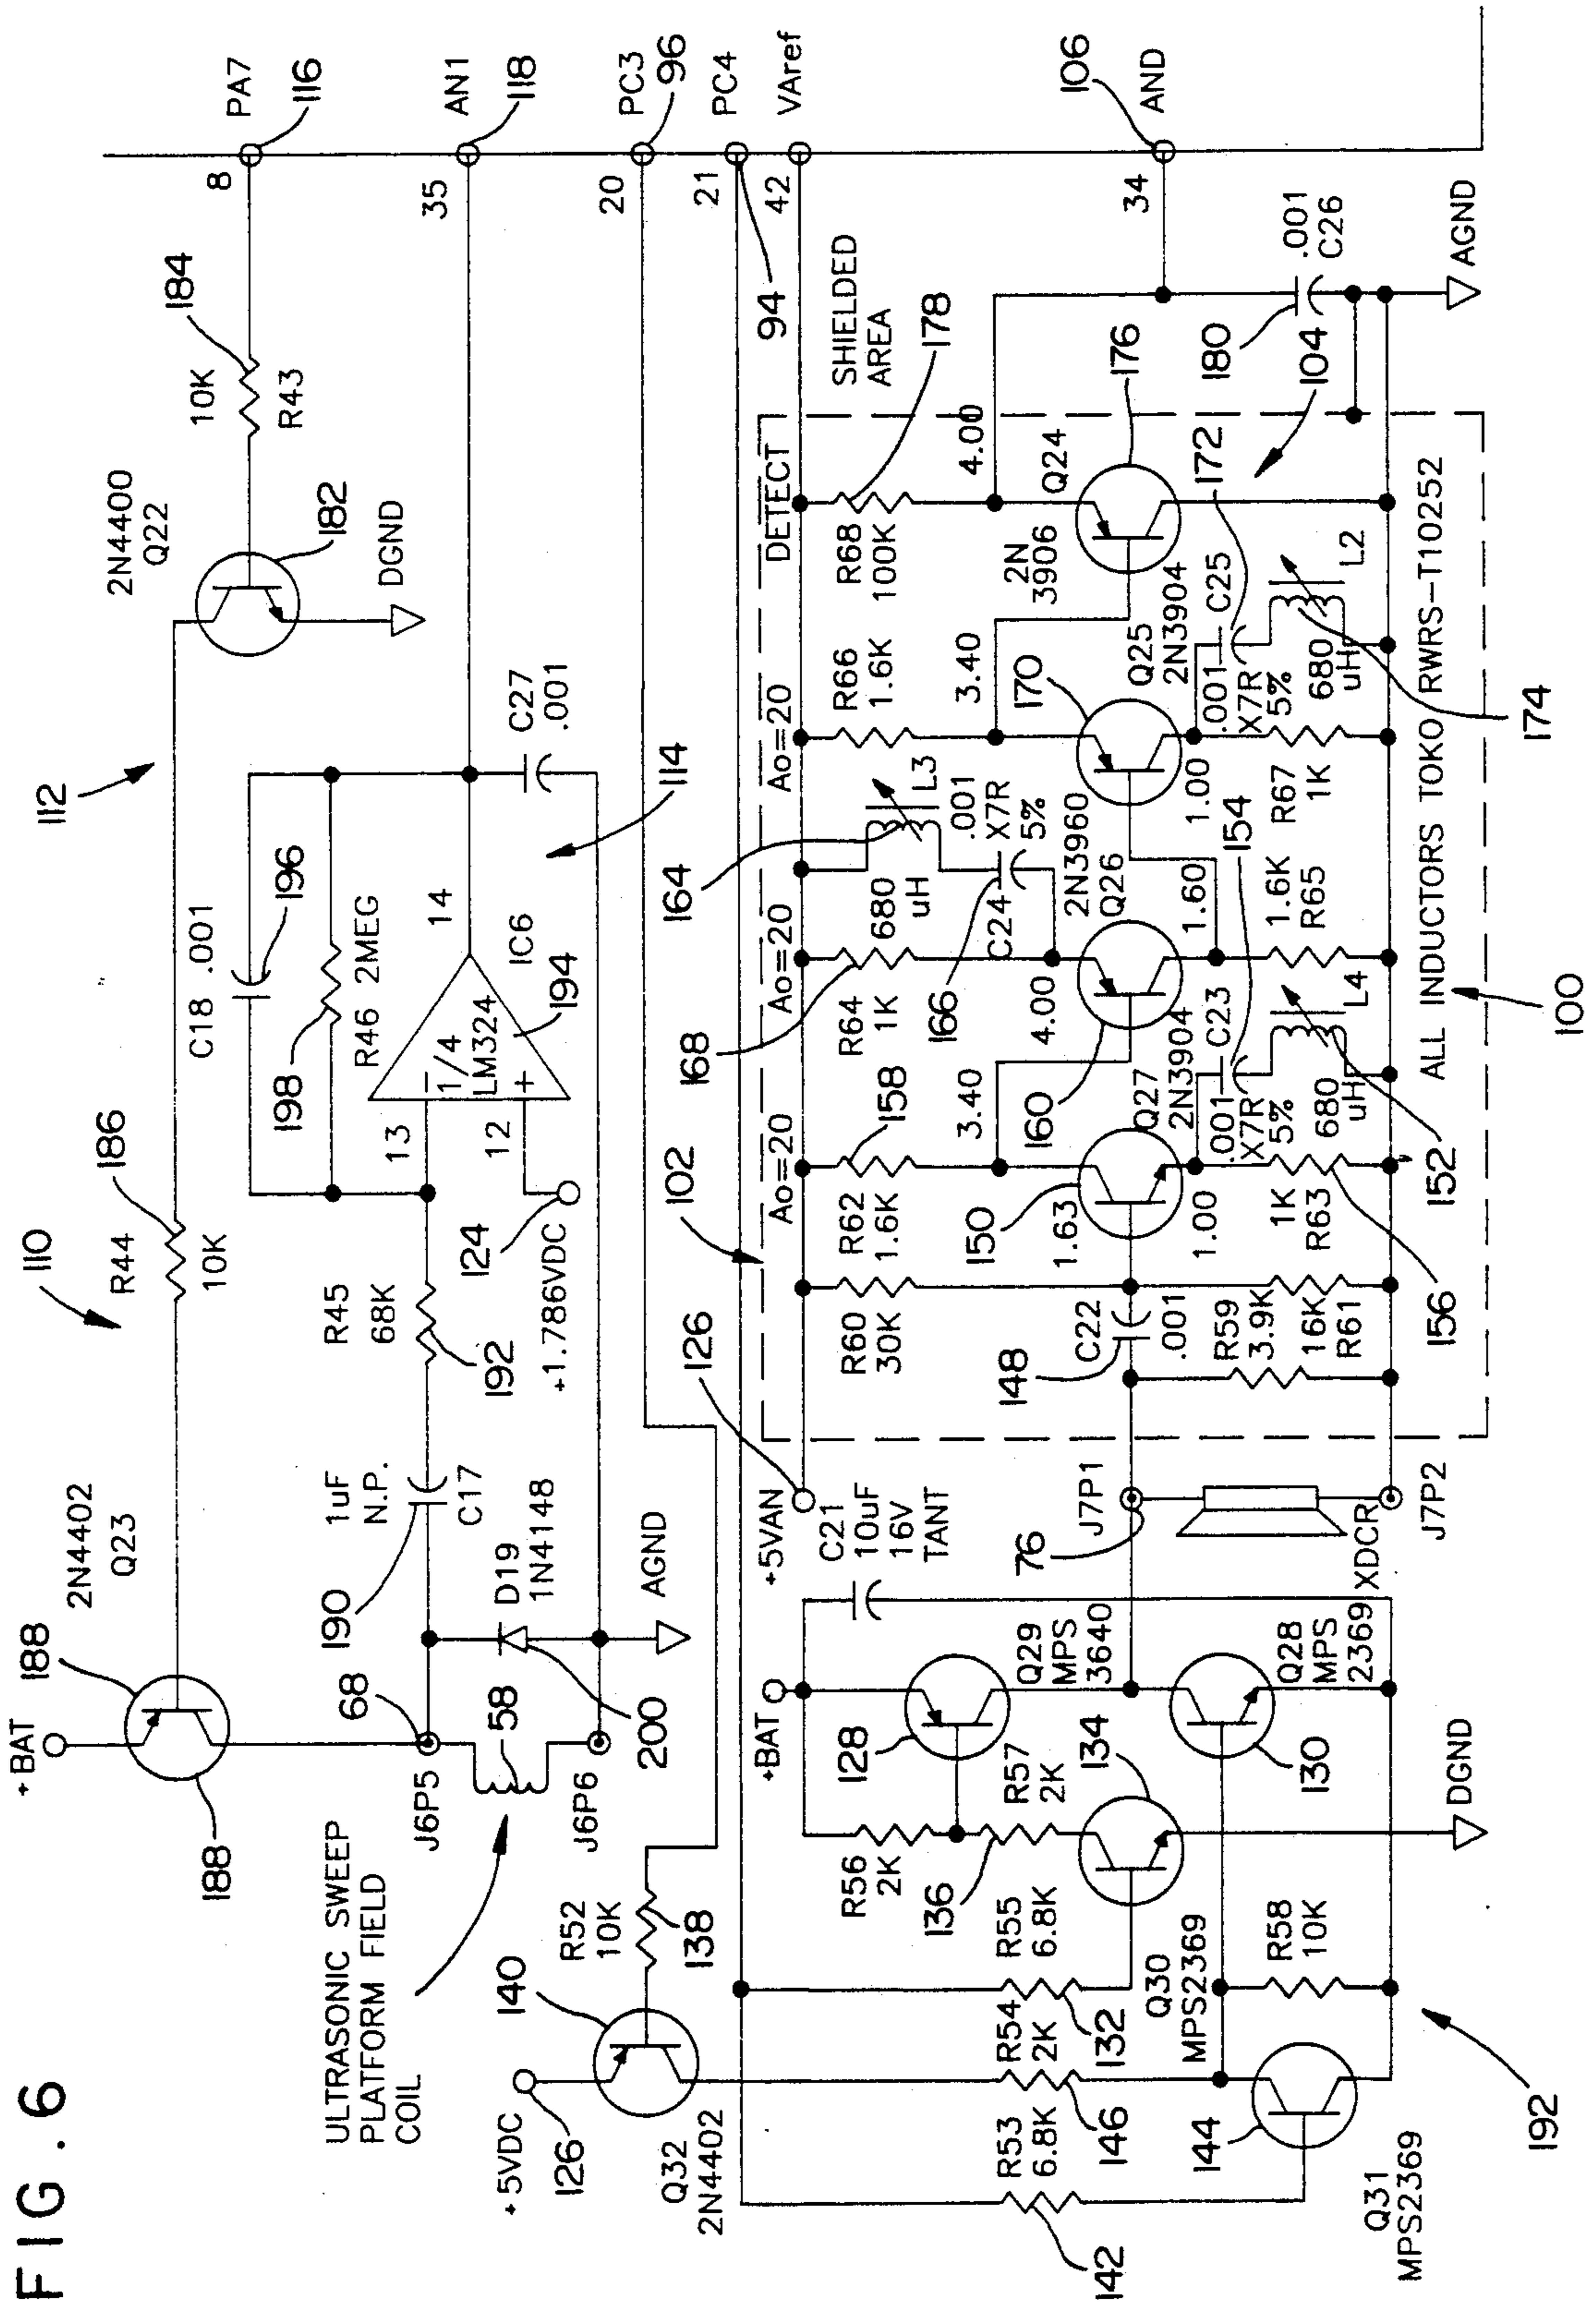 FIG. 6
+BAT
188
188
2N4402
Q23
110
R44
186
10K
112
2N4400
Q22
182
DGND
184
10K
R43
8
PA7
116
ULTRASONIC SWEEP
PLATFORM FIELD
COIL
J6P5
68
58
J6P6
190
1uF
N.P.
C17
D19
1N4148
200
AGND
R45
68K
192
+1.786VDC
124
C18 .001
196
198
R46 2MEG
13
12
1/4
LM324
−
+
14
IC6
194
C27
.001
114
35
AN1
118
+5VDC
126
140
Q32
2N4402
R52
10K
138
20
PC3
96
21
PC4
94
42
VAref
+BAT
C21
10uF
16V
TANT
128
Q29
MPS
3640
R56
2K
136
R57
2K
134
R55
6.8K
132
R54
2K
146
R53
6.8K
142
Q30
MPS2369
Q28
MPS
2369
130
R58
10K
144
Q31
MPS2369
DGND
192
+5VAN
126
76
J7P1
XDCR
J7P2
102
R60
30K
148
C22
.001
R59
3.9K
16K
R61
156
Ao=20
R62
1.6K
158
3.40
150
1.63
1.00
Q27
2N3904
1K
R63
.001
X7R
5%
C23
154
680
uH
L4
152
Ao=20
168
R64
1K
164
680
uH
L3
.001
X7R
5%
C24
166
4.00
160
2N3960
Q26
1.60
1.6K
R65
Ao=20
R66
1.6K
3.40
170
Q25
2N3904
1.00
R67
1K
.001
X7R
5%
C25
172
680
uH
L2
174
DETECT
R68
100K
178
4.00
2N
3906
Q24
176
104
SHIELDED
AREA
34
106
AND
180
.001
C26
AGND
ALL INDUCTORS TOKO RWRS-T10252
100